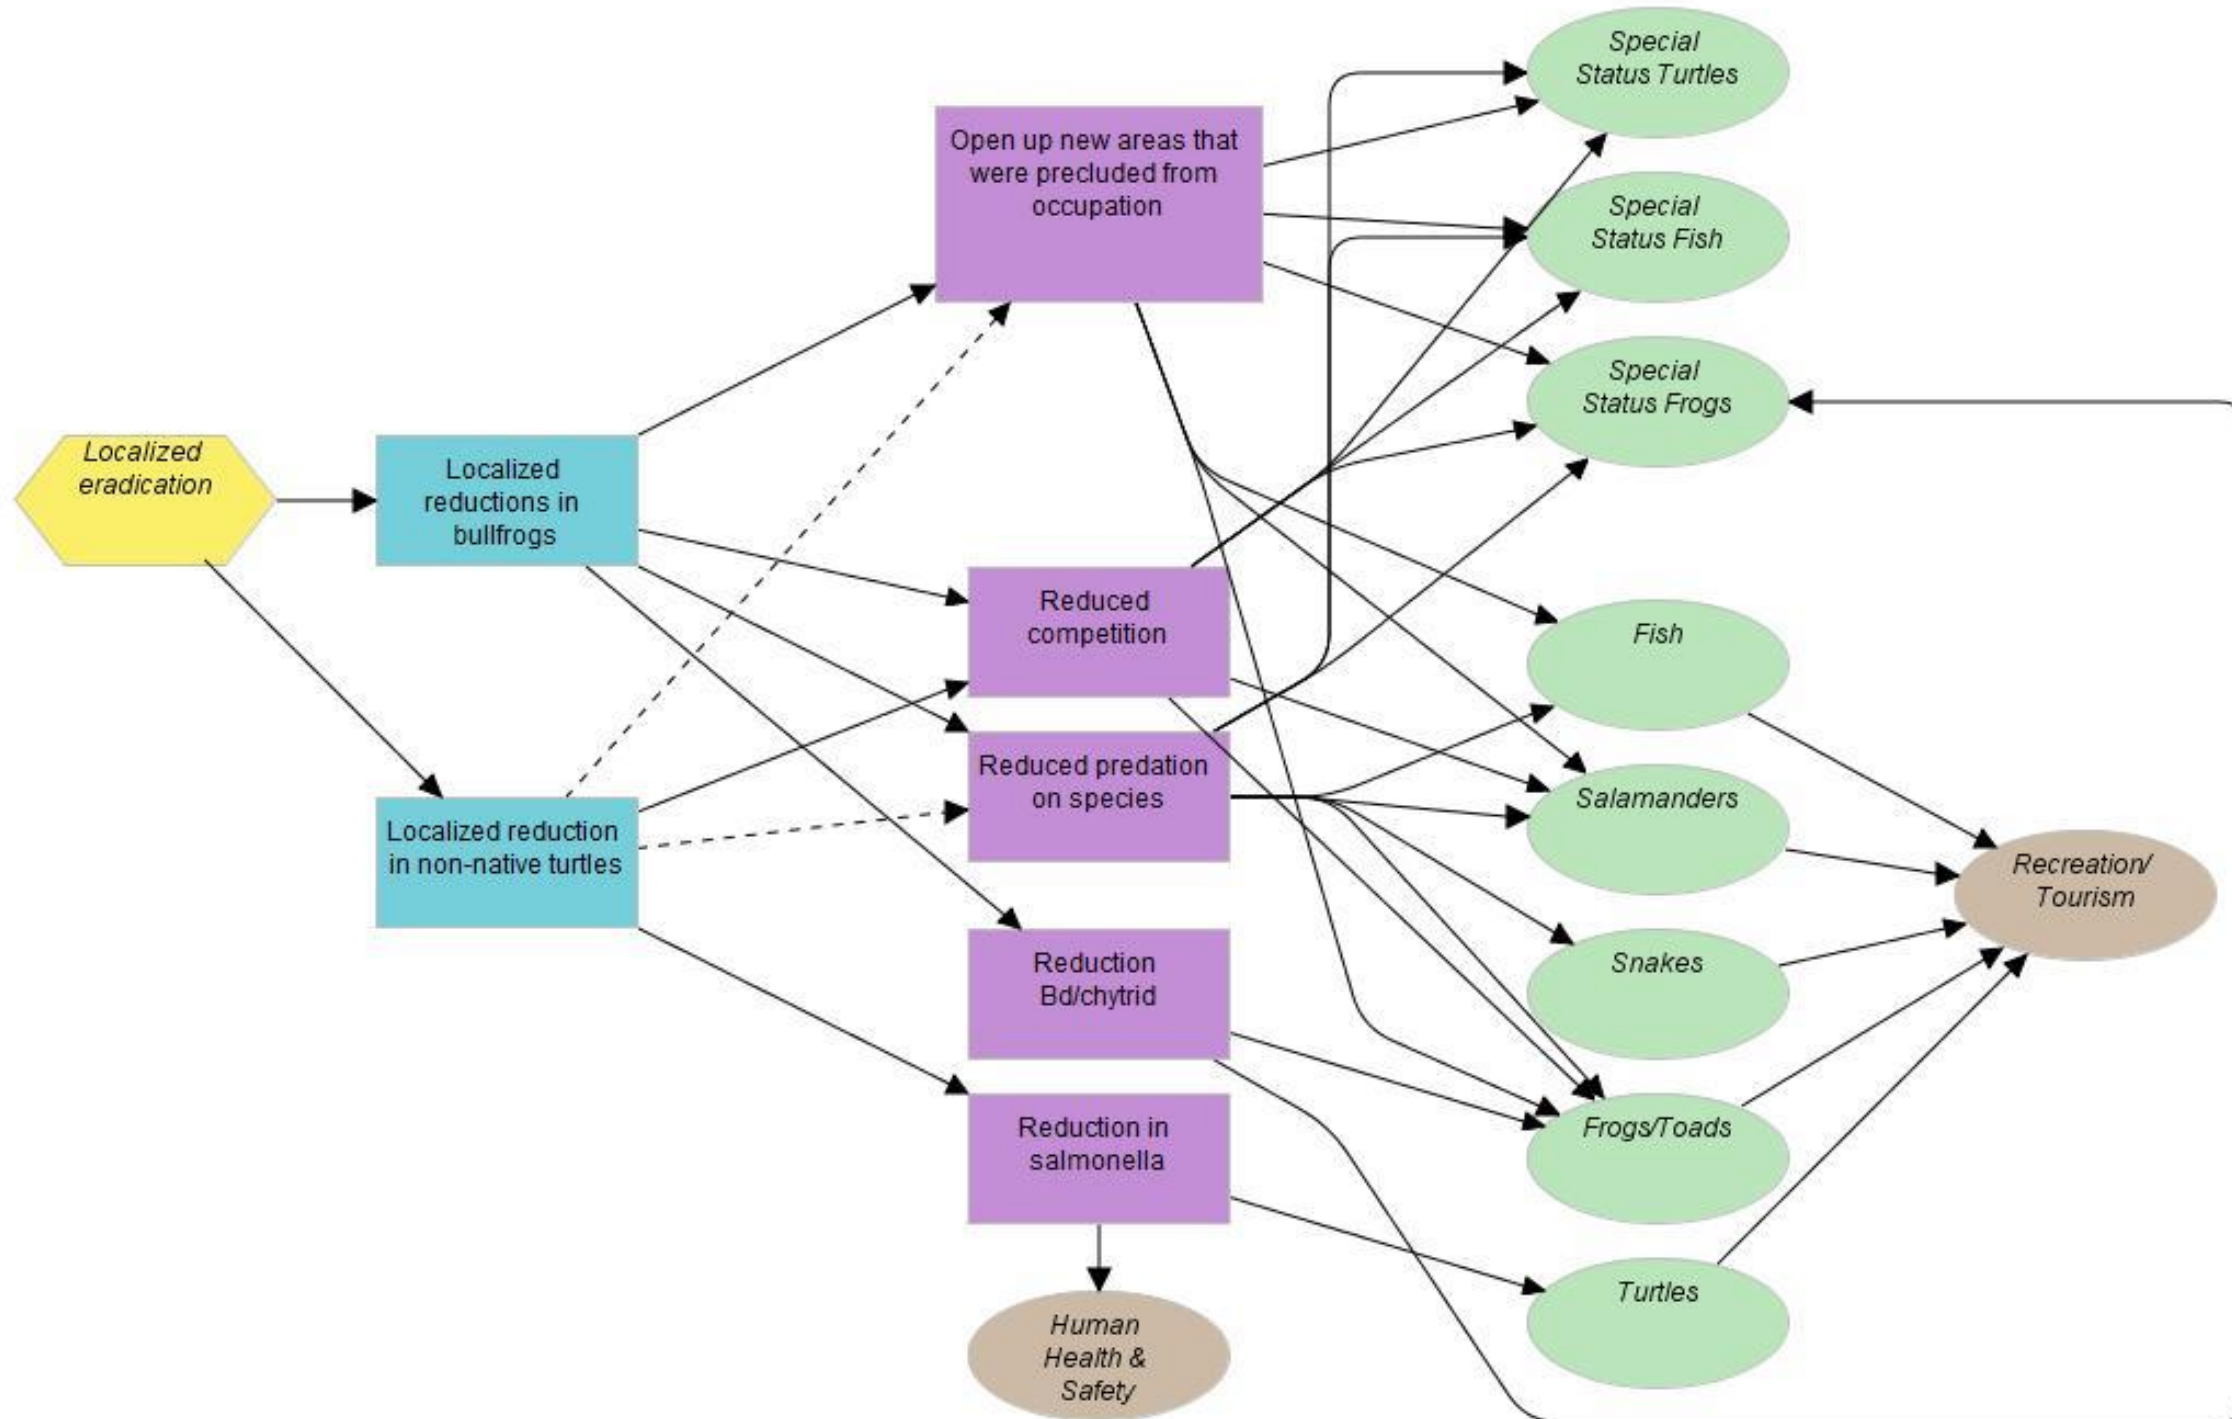 Localized
eradication
Localized
reductions in
bullfrogs
Localized reduction
in non-native turtles
Open up new areas that
were precluded from
occupation
Reduced
competition
Reduced predation
on species
Reduction
Bd/chytrid
Reduction in
salmonella
Human
Health &
Safety
Special
Status Turtles
Special
Status Fish
Special
Status Frogs
Fish
Salamanders
Snakes
Frogs/Toads
Turtles
Recreation/
Tourism